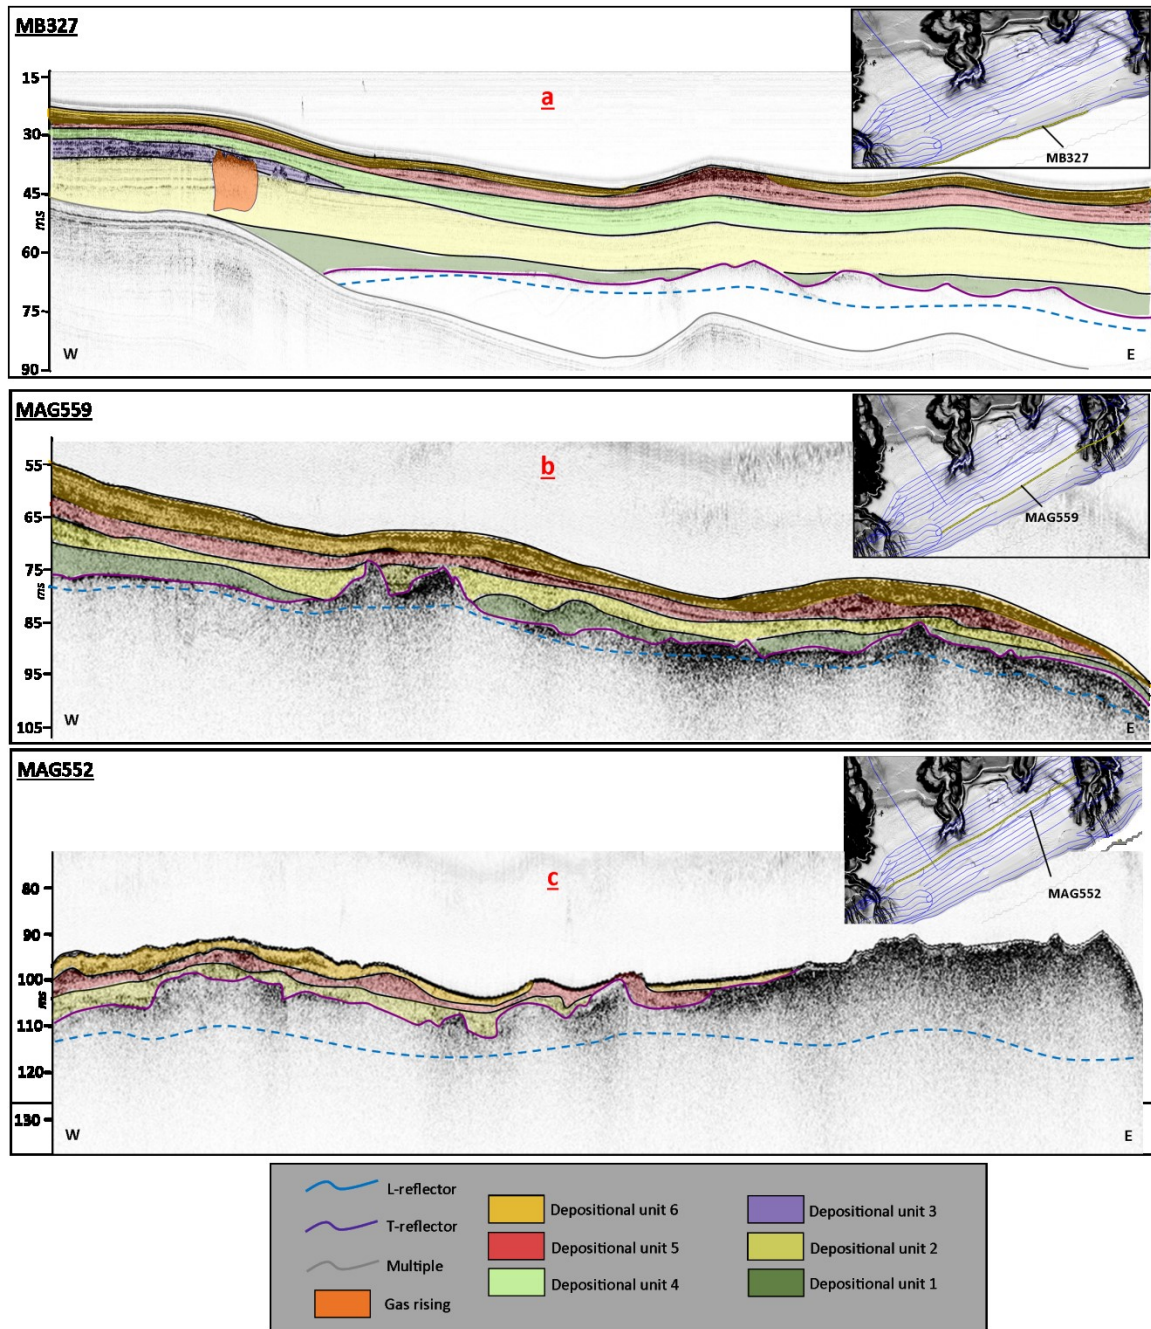 MB327
a
15
30
45
ms
60
75
90
W
E
MB327
MAG559
b
55
65
75
ms
85
95
105
W
E
MAG559
MAG552
c
80
90
100
ms
110
120
130
W
E
MAG552
L-reflector
T-reflector
Multiple
Gas rising
Depositional unit 6
Depositional unit 5
Depositional unit 4
Depositional unit 3
Depositional unit 2
Depositional unit 1